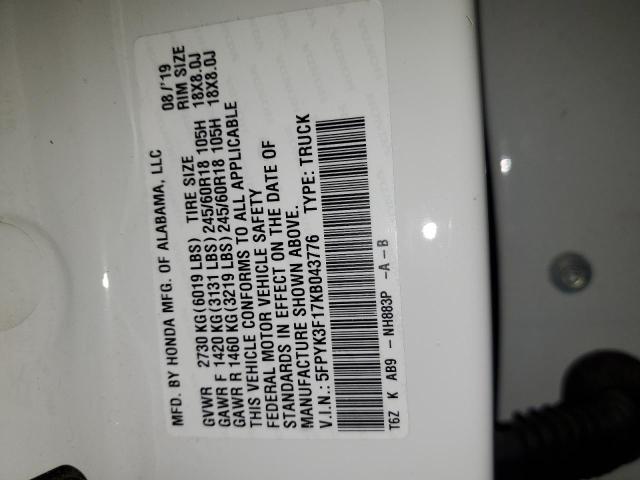 MFD. BY HONDA MFG. OF ALABAMA, LLC 08/'19
GVWR 2730 KG(6019 LBS) TIRE SIZE RIM SIZE
GAWR F 1420 KG(3131 LBS)245/60R18 105H 18X8.0J
GAWR R 1460 KG(3219 LBS)245/60R18 105H 18X8.0J
THIS VEHICLE CONFORMS TO ALL APPLICABLE
FEDERAL MOTOR VEHICLE SAFETY
STANDARDS IN EFFECT ON THE DATE OF
MANUFACTURE SHOWN ABOVE.
V.I.N.: 5FPYK3F17KB043776 TYPE: TRUCK
T6Z K AB9 - NH883P -A-B